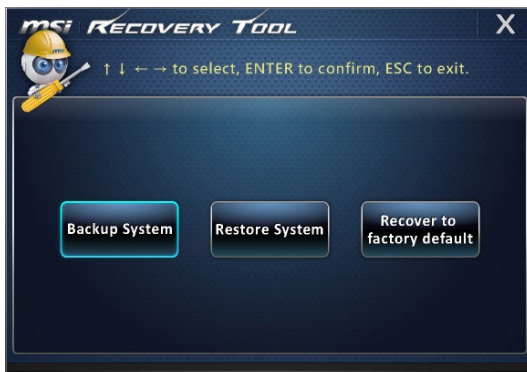 msi RECOVERY TOOL X
↑ ↓ ← → to select, ENTER to confirm, ESC to exit.
Backup System
Restore System
Recover to
factory default